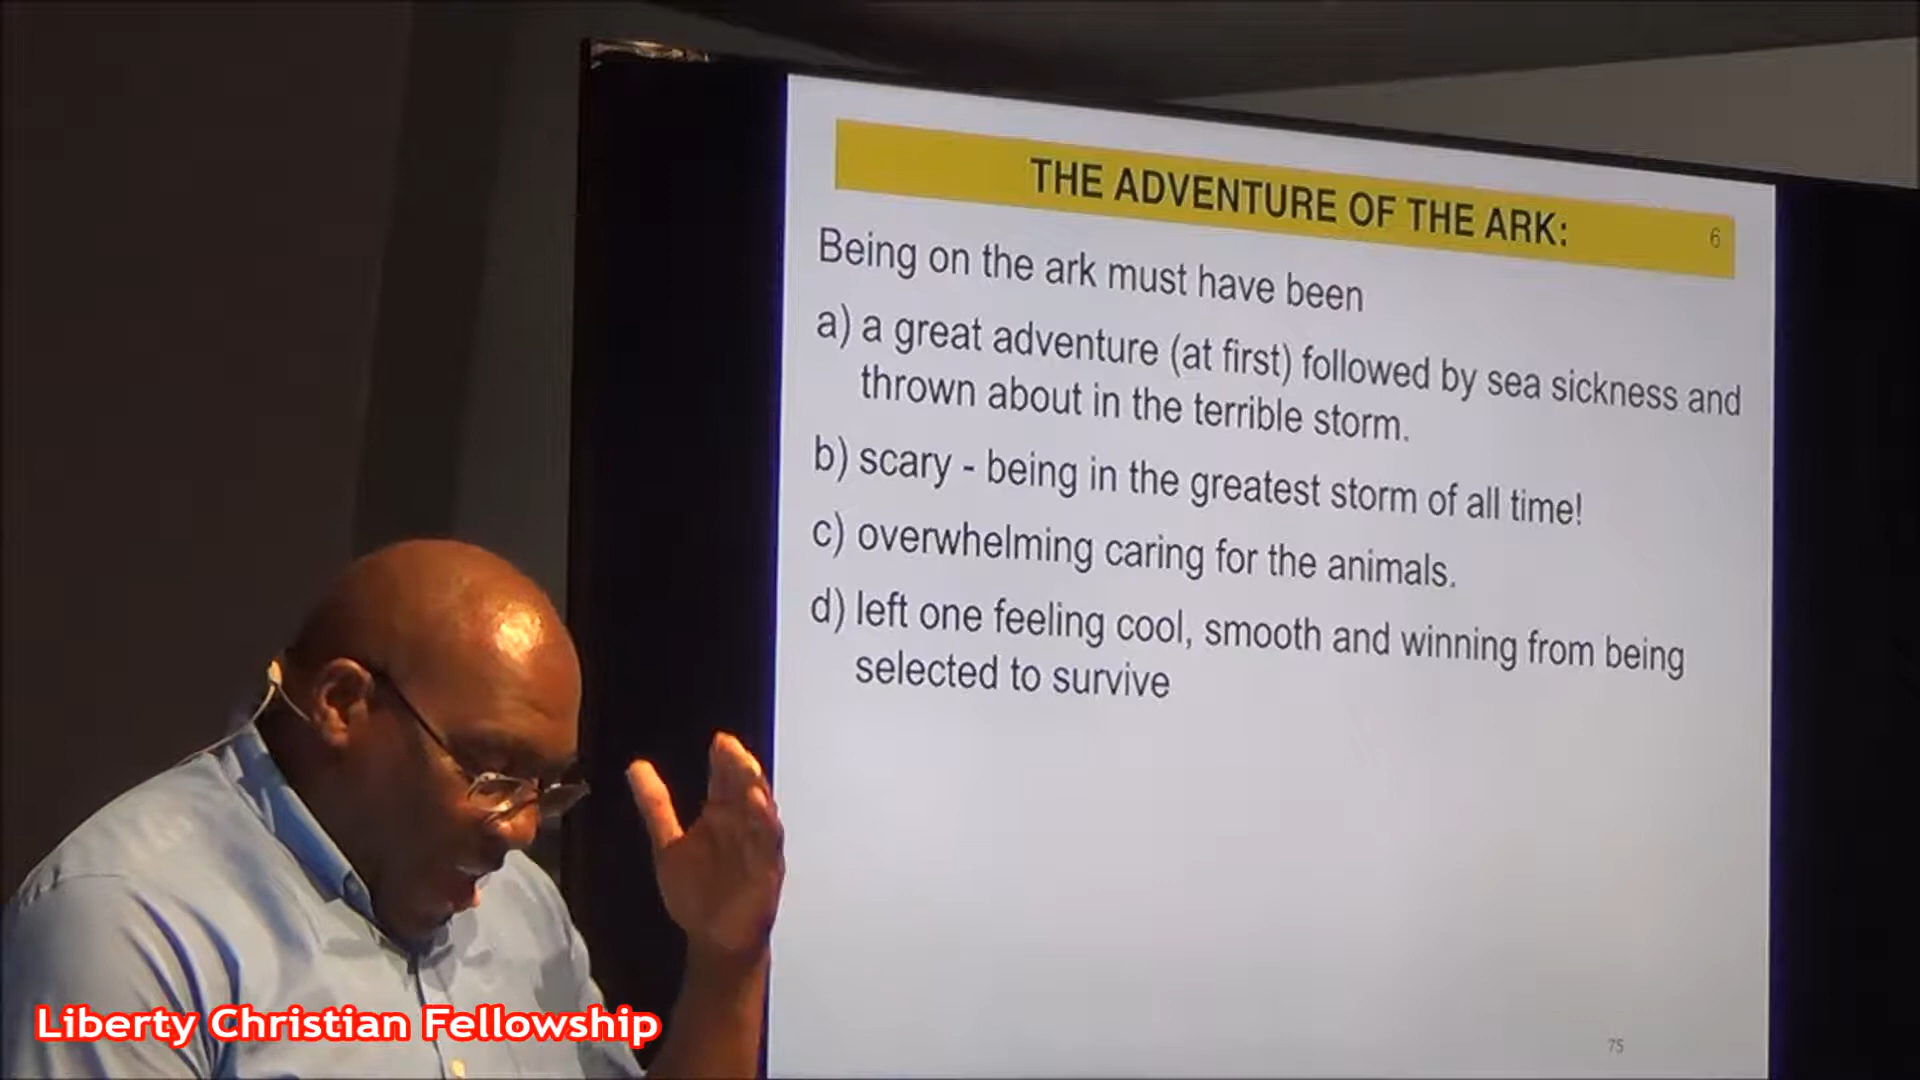 THE ADVENTURE OF THE ARK:
6
Being on the ark must have been
a) a great adventure (at first) followed by sea sickness and
thrown about in the terrible storm.
b) scary - being in the greatest storm of all time!
c) overwhelming caring for the animals.
d) left one feeling cool, smooth and winning from being
selected to survive
75
Liberty Christian Fellowship